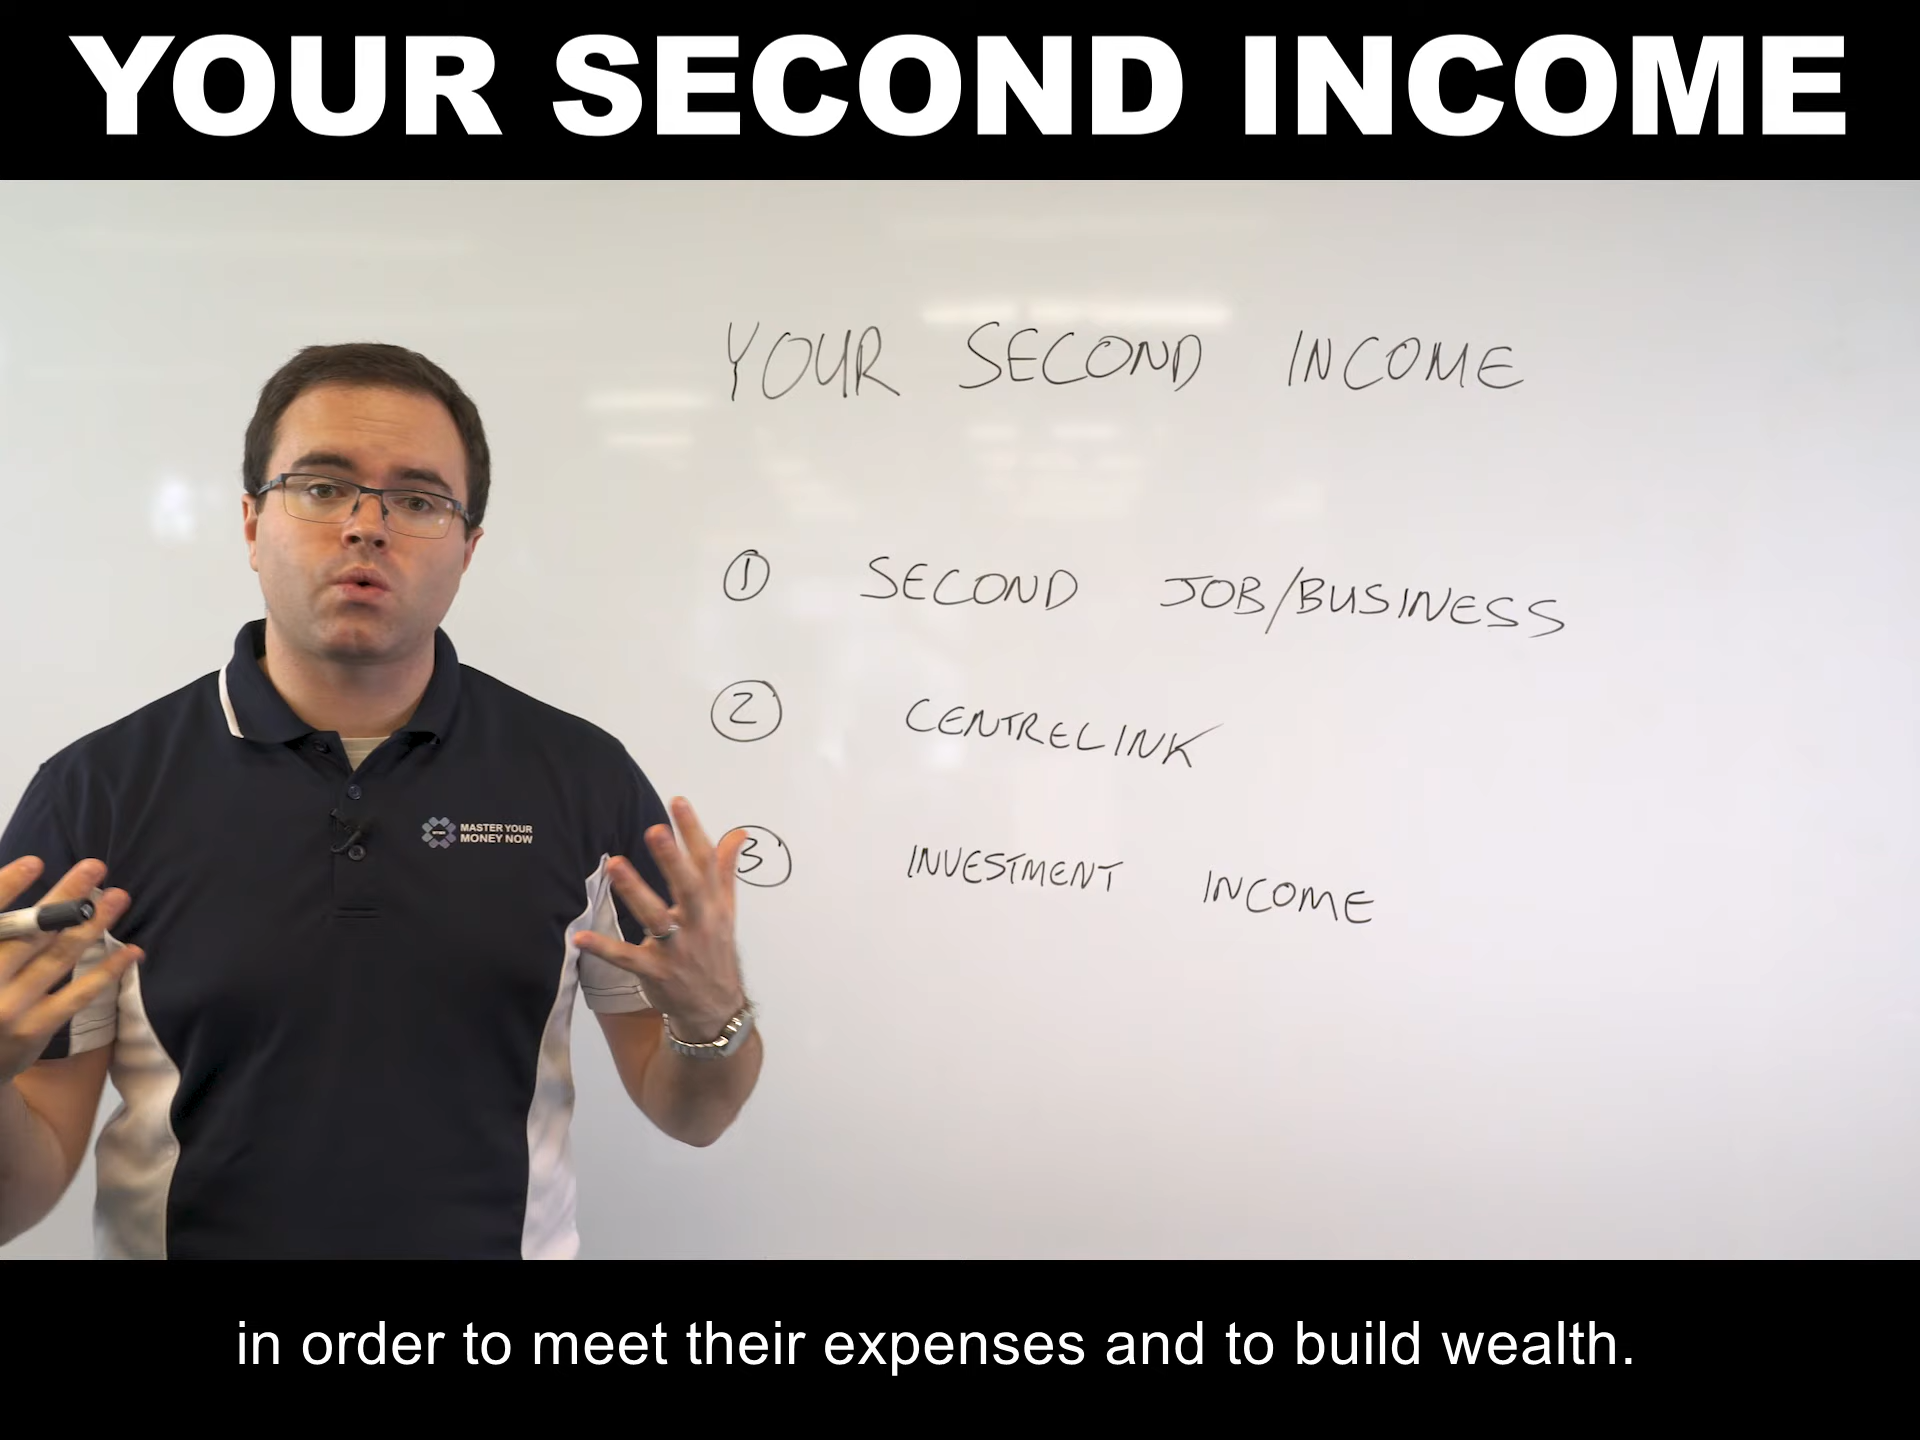 YOUR SECOND INCOME
YOUR SECOND INCOME
1 SECOND JOB/BUSINESS
2 CENTRELINK
3 INVESTMENT INCOME
MASTER YOUR
MONEY NOW
in order to meet their expenses and to build wealth.